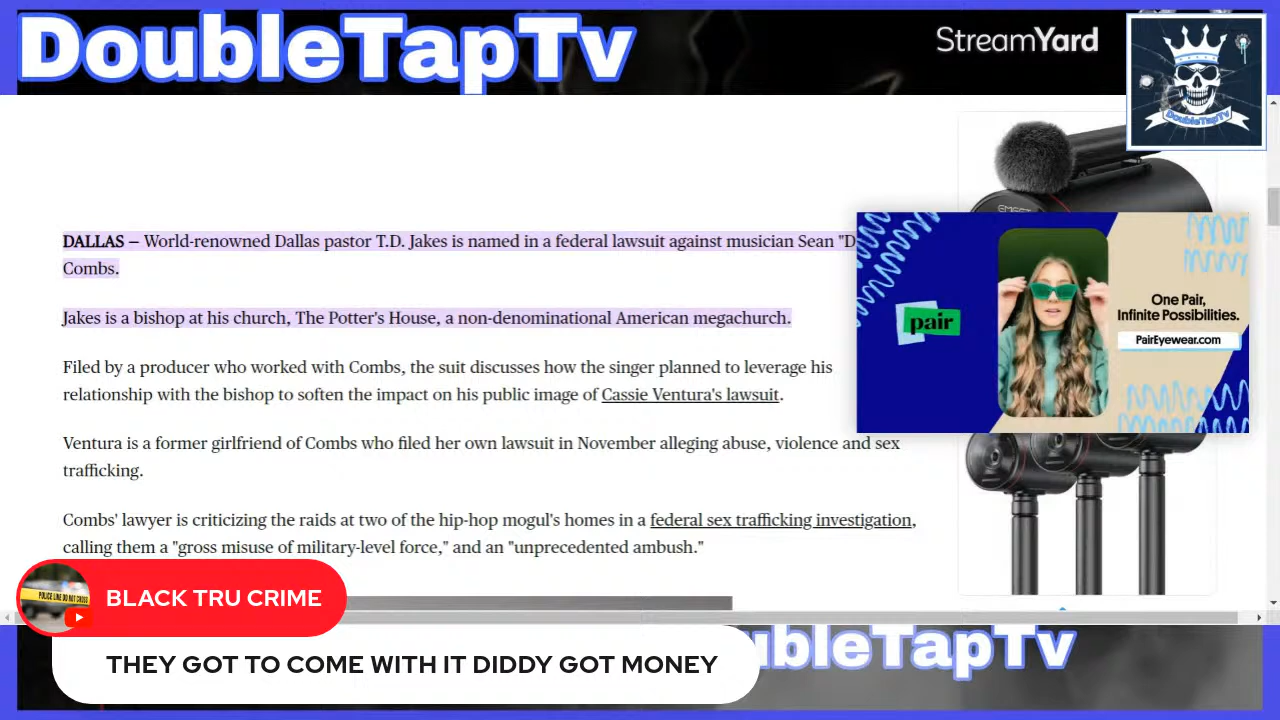 DoubleTapTv
StreamYard
DoubleTapTv
DALLAS — World-renowned Dallas pastor T.D. Jakes is named in a federal lawsuit against musician Sean "D
Combs.
Jakes is a bishop at his church, The Potter's House, a non-denominational American megachurch.
Filed by a producer who worked with Combs, the suit discusses how the singer planned to leverage his
relationship with the bishop to soften the impact on his public image of Cassie Ventura's lawsuit.
Ventura is a former girlfriend of Combs who filed her own lawsuit in November alleging abuse, violence and sex
trafficking.
Combs' lawyer is criticizing the raids at two of the hip-hop mogul's homes in a federal sex trafficking investigation,
calling them a "gross misuse of military-level force," and an "unprecedented ambush."
pair
One Pair,
Infinite Possibilities.
PairEyewear.com
POLICE LINE DO NOT CROSS
BLACK TRU CRIME
THEY GOT TO COME WITH IT DIDDY GOT MONEY
ubleTapTv